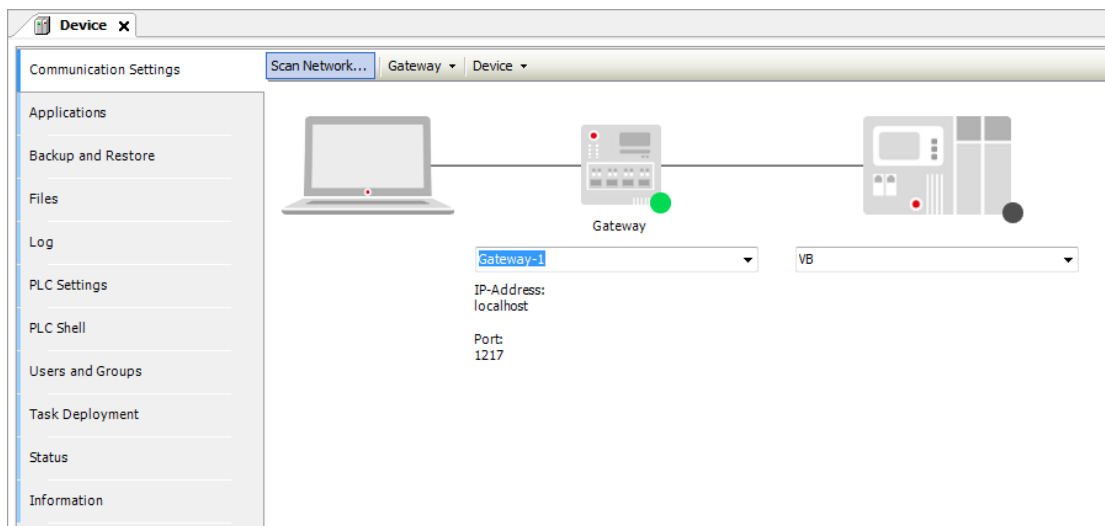 Device
Communication Settings
Applications
Backup and Restore
Files
Log
PLC Settings
PLC Shell
Users and Groups
Task Deployment
Status
Information
Scan Network... Gateway Device
Gateway
Gateway-1
VB
IP-Address:
localhost
Port:
1217